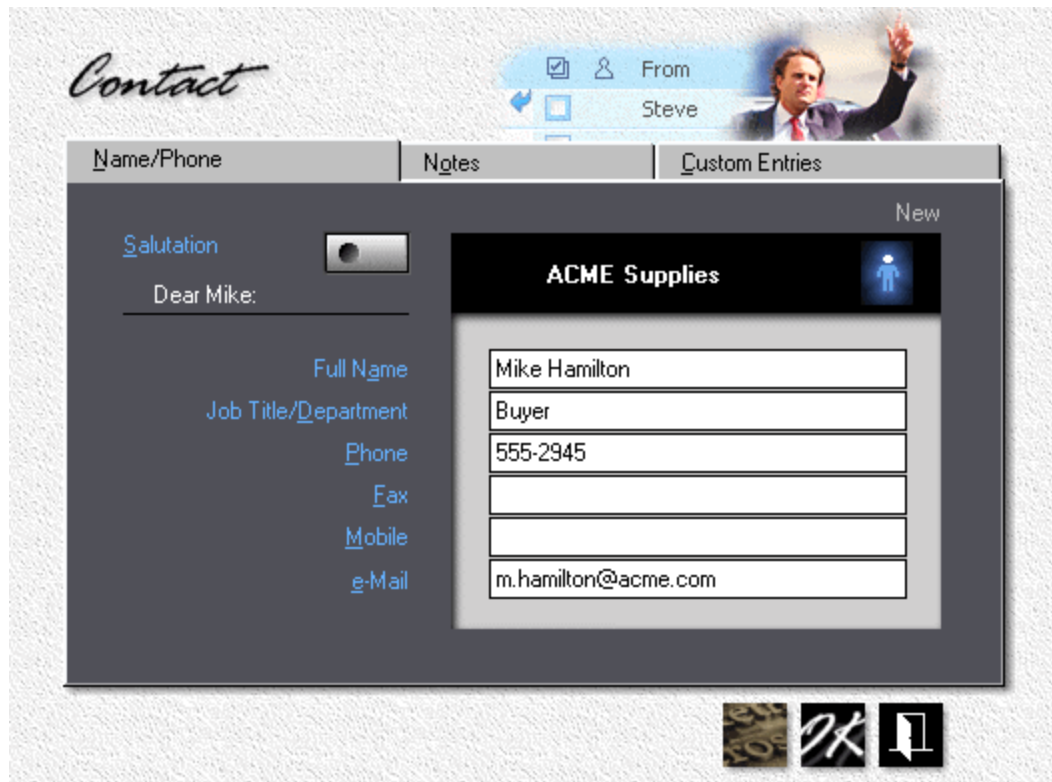 Contact
From
Steve
Name/Phone
Notes
Custom Entries
New
Salutation
ACME Supplies
Dear Mike:
Full Name
Mike Hamilton
Job Title/Department
Buyer
Phone
555-2945
Fax
Mobile
e-Mail
m.hamilton@acme.com
OK